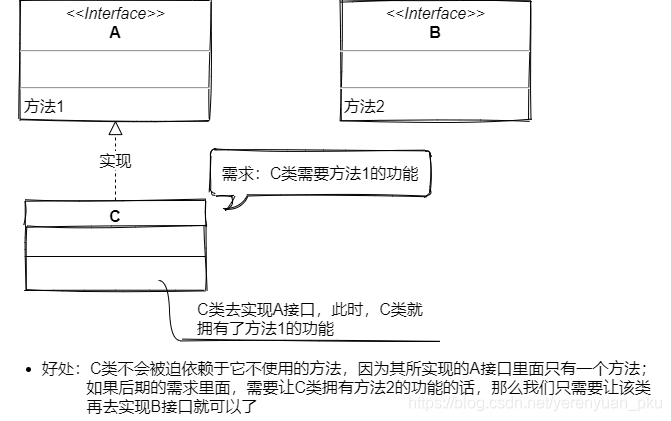 <<Interface>>
A
方法1
<<Interface>>
B
方法2
实现
需求：C类需要方法1的功能
C
C类去实现A接口，此时，C类就
拥有了方法1的功能
好处：C类不会被迫依赖于它不使用的方法，因为其所实现的A接口里面只有一个方法；
如果后期的需求里面，需要让C类拥有方法2的功能的话，那么我们只需要让该类
再去实现B接口就可以了
https://blog.csdn.net/yerenyuan_pku